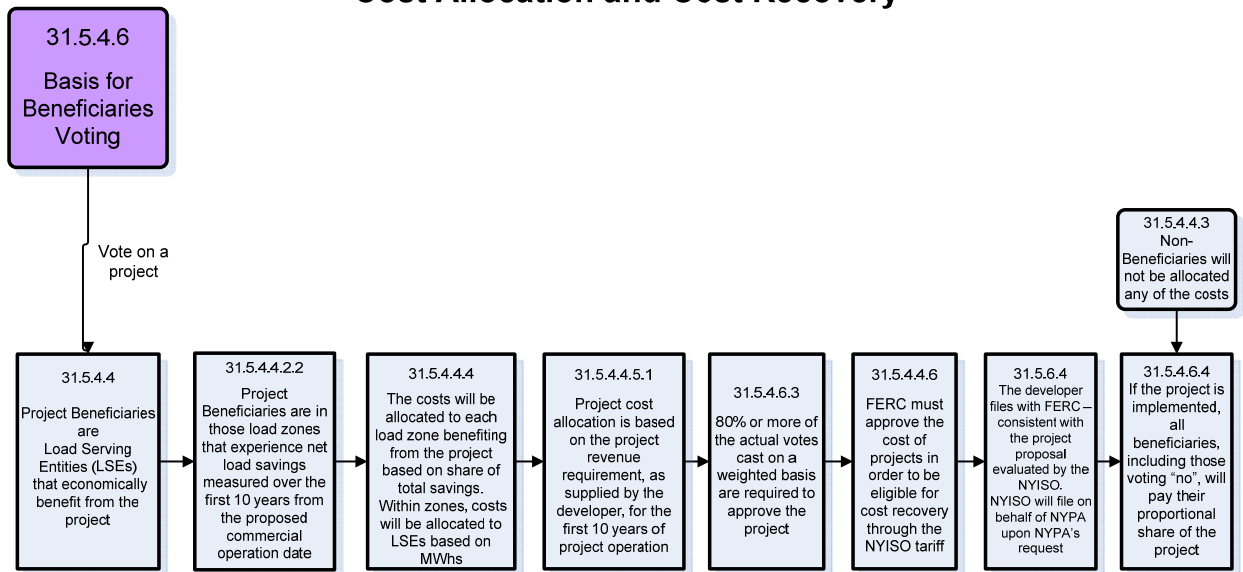 Cost Allocation and Cost Recovery
31.5.4.6
Basis for
Beneficiaries
Voting
Vote on a
project
31.5.4.4.3
Non-
Beneficiaries will
not be allocated
any of the costs
31.5.4.4
Project Beneficiaries
are
Load Serving
Entities (LSEs)
that economically
benefit from the
project
31.5.4.4.2.2
Project
Beneficiaries are in
those load zones
that experience net
load savings
measured over the
first 10 years from
the proposed
commercial
operation date
31.5.4.4.4
The costs will be
allocated to each
load zone benefiting
from the project
based on share of
total savings.
Within zones, costs
will be allocated to
LSEs based on
MWhs
31.5.4.4.5.1
Project cost
allocation is based
on the project
revenue
requirement, as
supplied by the
developer, for the
first 10 years of
project operation
31.5.4.6.3
80% or more of
the actual votes
cast on a
weighted basis
are required to
approve the
project
31.5.4.4.6
FERC must
approve the
cost of
projects in
order to be
eligible for
cost recovery
through the
NYISO tariff
31.5.6.4
The developer
files with FERC –
consistent with
the project
proposal
evaluated by the
NYISO.
NYISO will file on
behalf of NYPA
upon NYPA's
request
31.5.4.6.4
If the project is
implemented,
all
beneficiaries,
including those
voting “no”, will
pay their
proportional
share of the
project